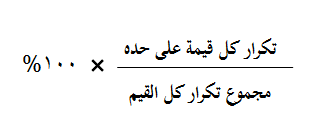 تكرار كل قيمة على حده
× ١٠٠%
مجموع تكرار كل القيم